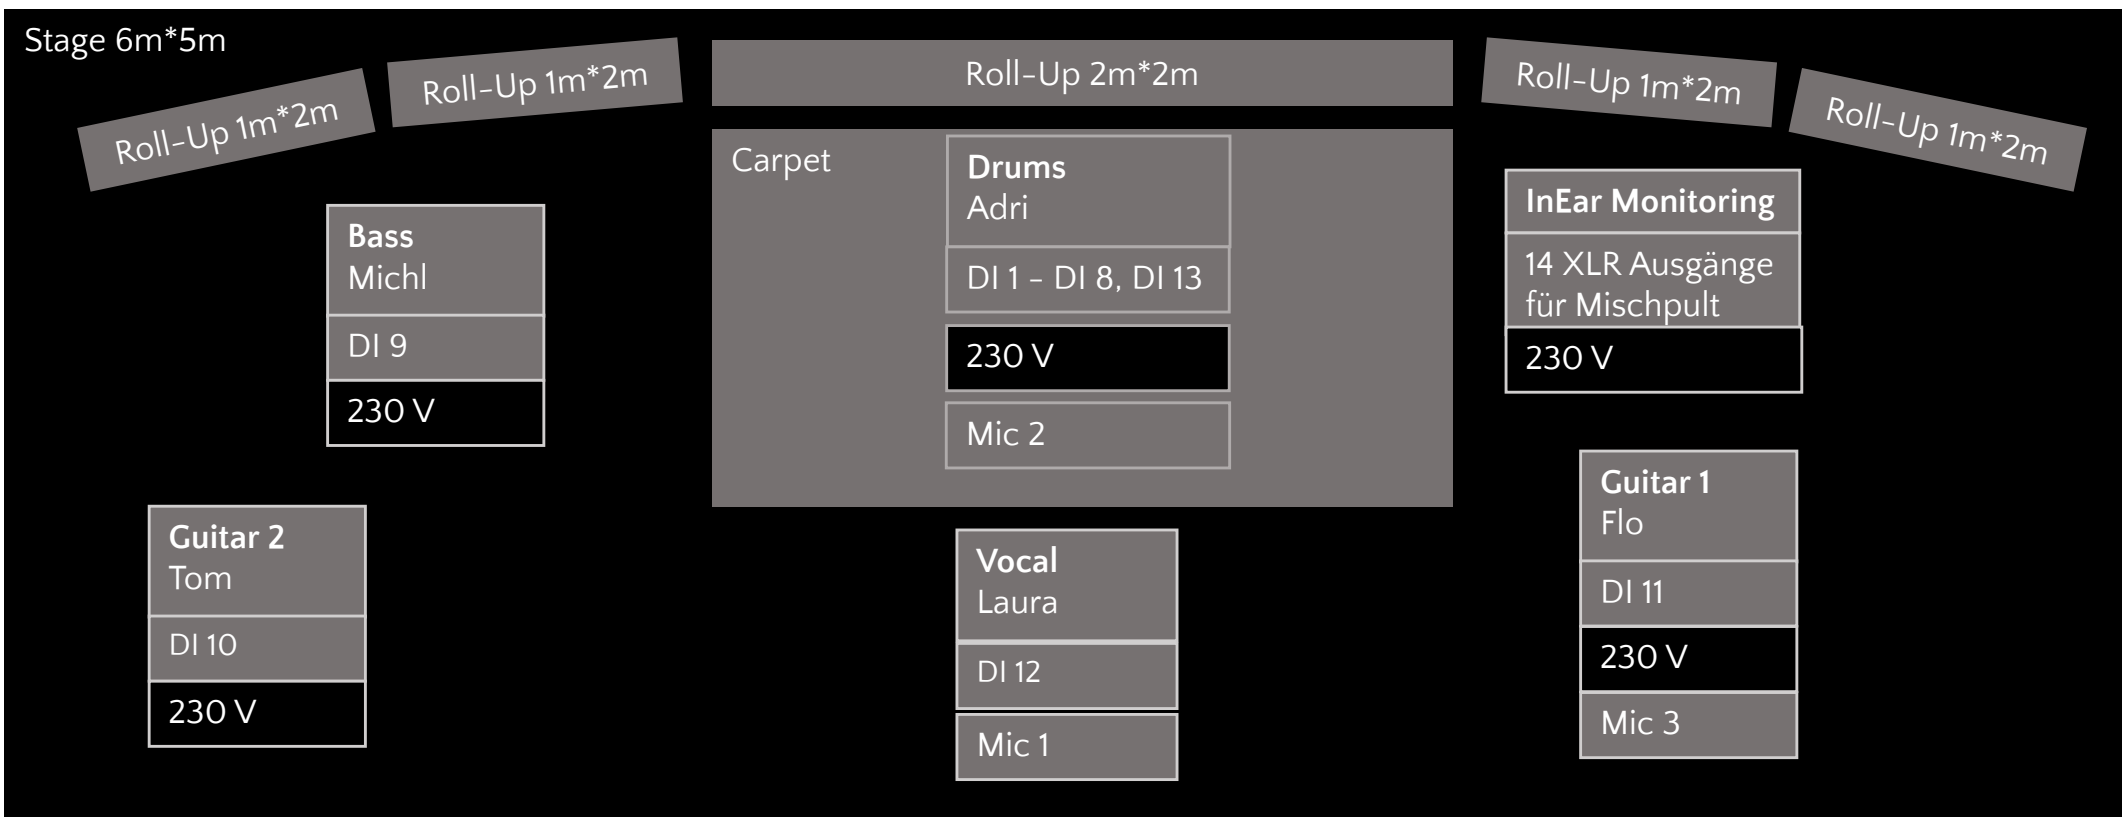 Stage 6m*5m
Roll-Up 1m*2m
Roll-Up 1m*2m
Roll-Up 2m*2m
Roll-Up 1m*2m
Roll-Up 1m*2m
Carpet
Drums
Adri
DI 1 – DI 8, DI 13
230 V
Mic 2
Bass
Michl
DI 9
230 V
InEar Monitoring
14 XLR Ausgänge
für Mischpult
230 V
Guitar 2
Tom
DI 10
230 V
Vocal
Laura
DI 12
Mic 1
Guitar 1
Flo
DI 11
230 V
Mic 3